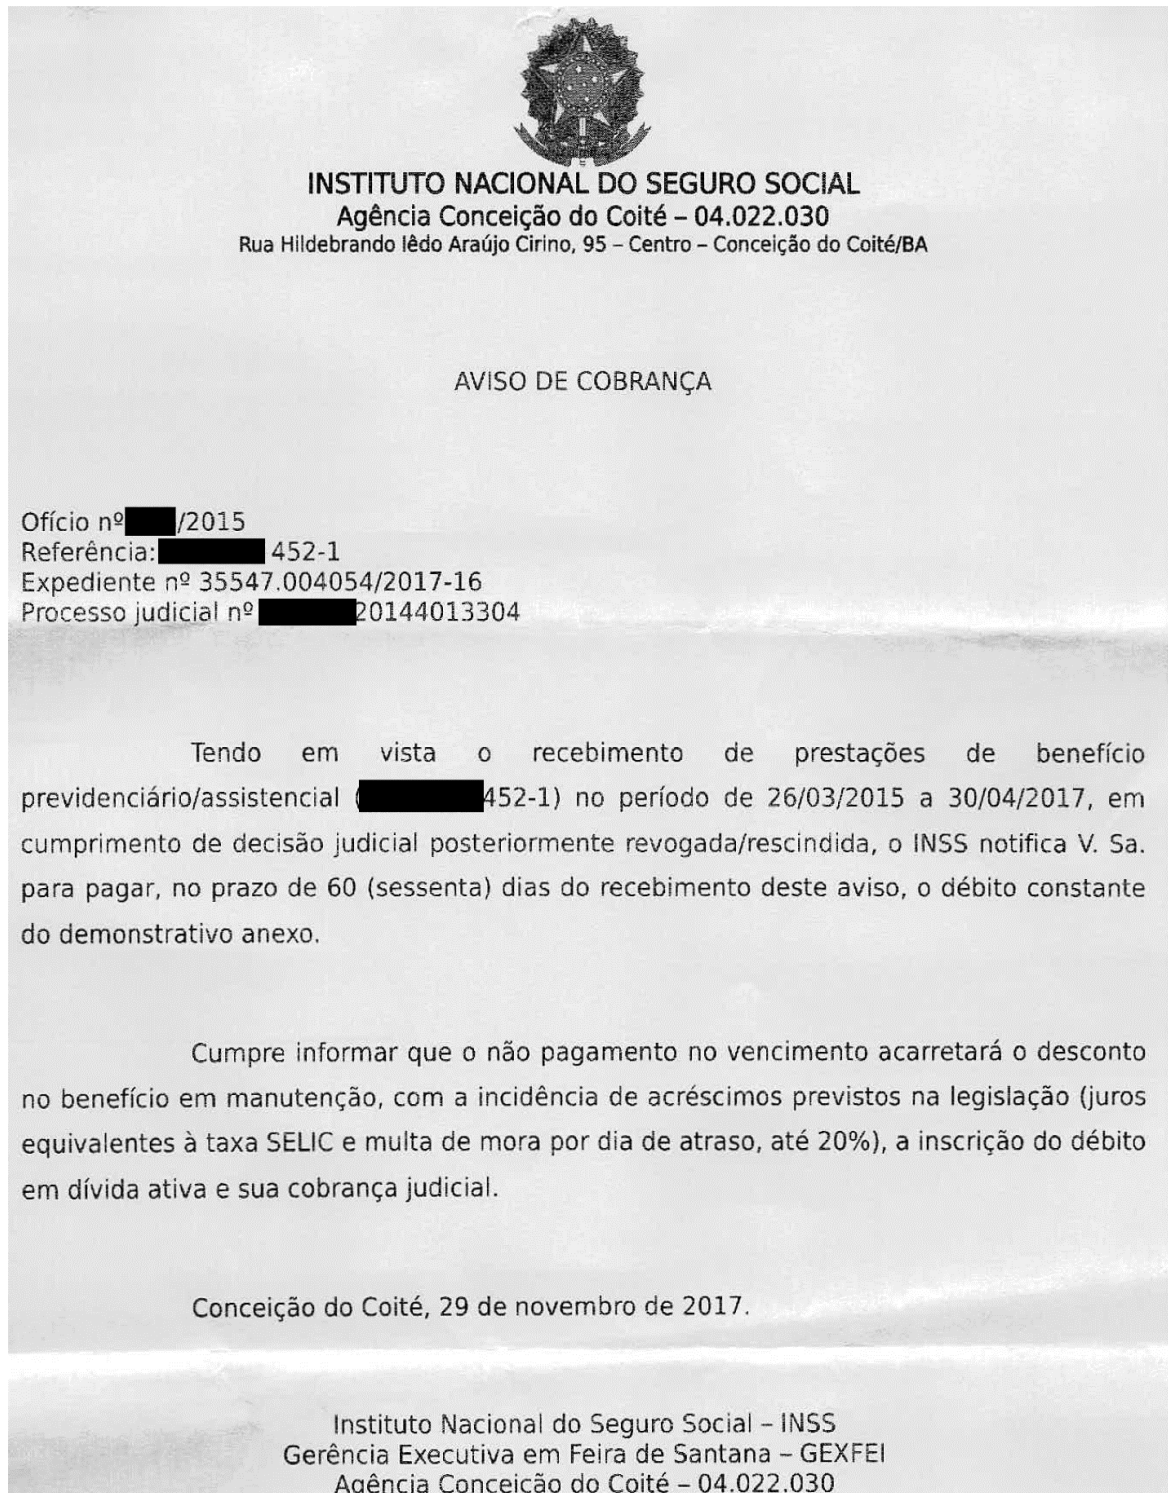 INSTITUTO NACIONAL DO SEGURO SOCIAL
Agência Conceição do Coité – 04.022.030
Rua Hildebrando Iêdo Araújo Cirino, 95 – Centro – Conceição do Coité/BA
AVISO DE COBRANÇA
Ofício nº /2015
Referência: 452-1
Expediente nº 35547.004054/2017-16
Processo judicial nº 20144013304
Tendo em vista o recebimento de prestações de benefício
previdenciário/assistencial ( 452-1) no período de 26/03/2015 a 30/04/2017, em
cumprimento de decisão judicial posteriormente revogada/rescindida, o INSS notifica V. Sa.
para pagar, no prazo de 60 (sessenta) dias do recebimento deste aviso, o débito constante
do demonstrativo anexo.
Cumpre informar que o não pagamento no vencimento acarretará o desconto
no benefício em manutenção, com a incidência de acréscimos previstos na legislação (juros
equivalentes à taxa SELIC e multa de mora por dia de atraso, até 20%), a inscrição do débito
em dívida ativa e sua cobrança judicial.
Conceição do Coité, 29 de novembro de 2017.
Instituto Nacional do Seguro Social – INSS
Gerência Executiva em Feira de Santana – GEXFEI
Agência Conceição do Coité – 04.022.030